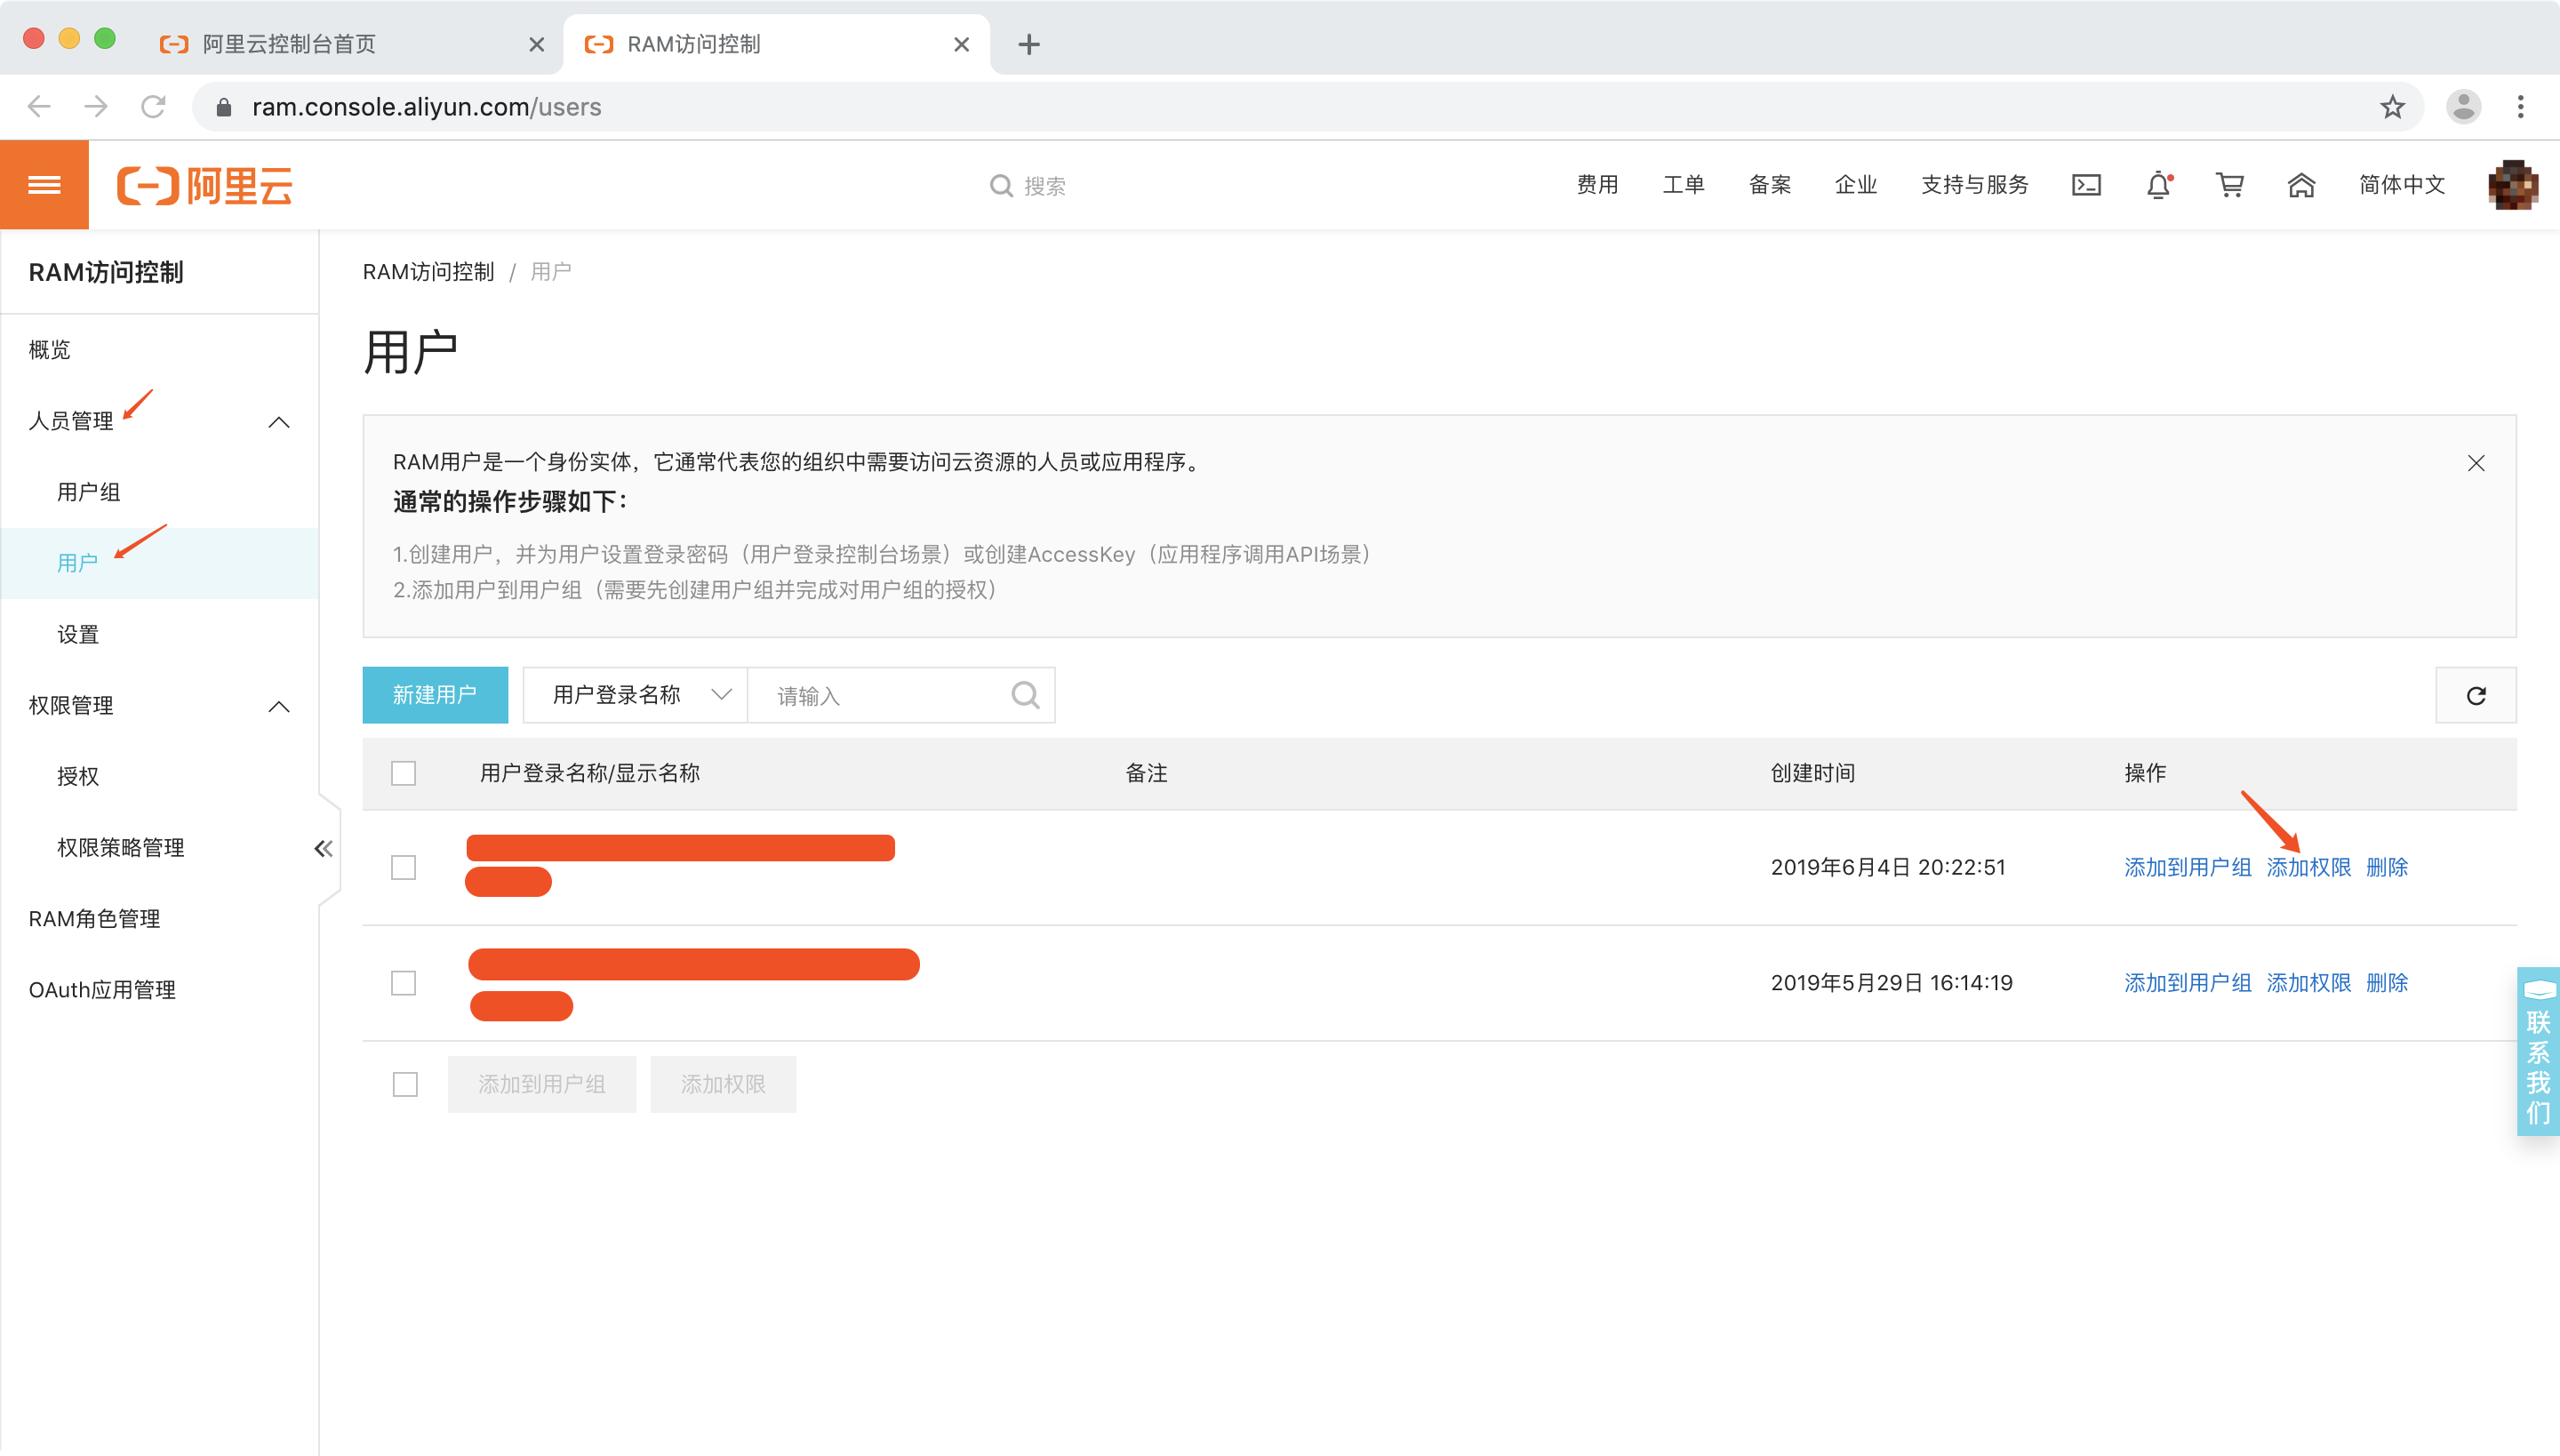 阿里云控制台首页
RAM访问控制
ram.console.aliyun.com/users
阿里云
搜索
费用
工单
备案
企业
支持与服务
简体中文
RAM访问控制
概览
人员管理
用户组
用户
设置
权限管理
授权
权限策略管理
RAM角色管理
OAuth应用管理
RAM访问控制 / 用户
用户
RAM用户是一个身份实体，它通常代表您的组织中需要访问云资源的人员或应用程序。
通常的操作步骤如下：
1.创建用户，并为用户设置登录密码（用户登录控制台场景）或创建AccessKey（应用程序调用API场景）
2.添加用户到用户组（需要先创建用户组并完成对用户组的授权）
新建用户
用户登录名称
请输入
用户登录名称/显示名称 备注 创建时间 操作
2019年6月4日 20:22:51 添加到用户组 添加权限 删除
2019年5月29日 16:14:19 添加到用户组 添加权限 删除
添加到用户组 添加权限
联系我们